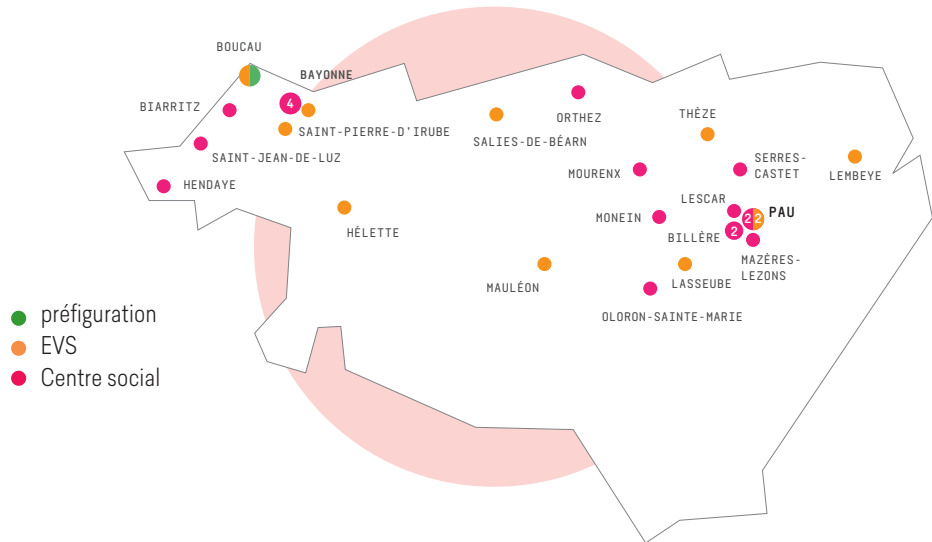 BOUCAU
BAYONNE
4
BIARRITZ
SAINT-PIERRE-D'IRUBE
SAINT-JEAN-DE-LUZ
HENDAYE
HÉLETTE
SALIES-DE-BÉARN
ORTHEZ
THÈZE
MOURENX
SERRES-
CASTET
LEMBEYE
LESCAR
MONEIN
2 2
PAU
BILLÈRE
2
MAZÈRES-
LEZONS
MAULÉON
LASSEUBE
OLORON-SAINTE-MARIE
préfiguration
EVS
Centre social